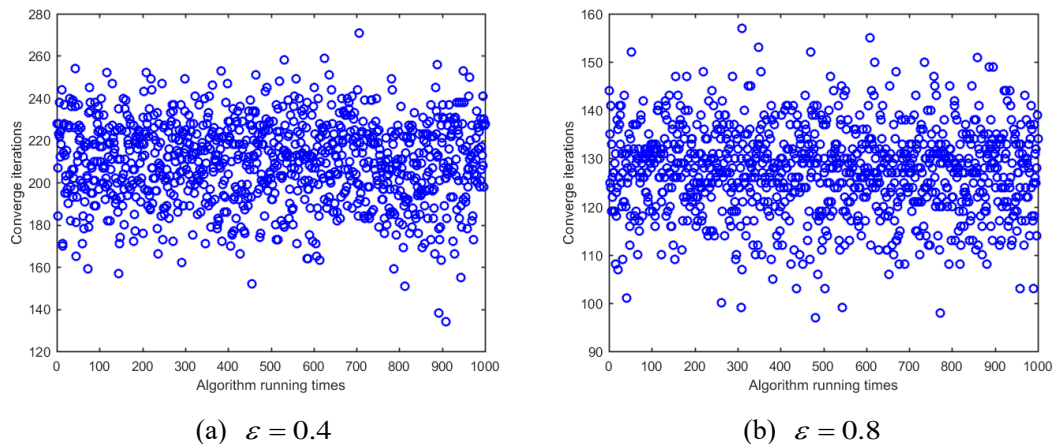 280
260
240
220
200
180
160
140
120
Converge iterations
0 100 200 300 400 500 600 700 800 900 1000
Algorithm running times
(a) ε = 0.4
160
150
140
130
120
110
100
90
Converge iterations
0 100 200 300 400 500 600 700 800 900 1000
Algorithm running times
(b) ε = 0.8